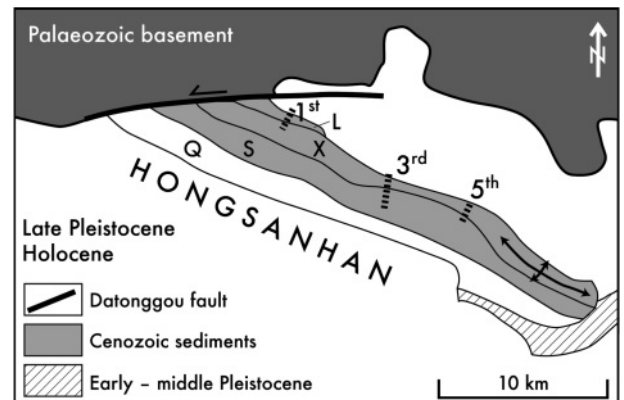 Palaeozoic basement
N
1st
L
Q S X
3rd
5th
HONGSANHAN
Late Pleistocene
Holocene
Datonggou fault
Cenozoic sediments
Early – middle Pleistocene
10 km